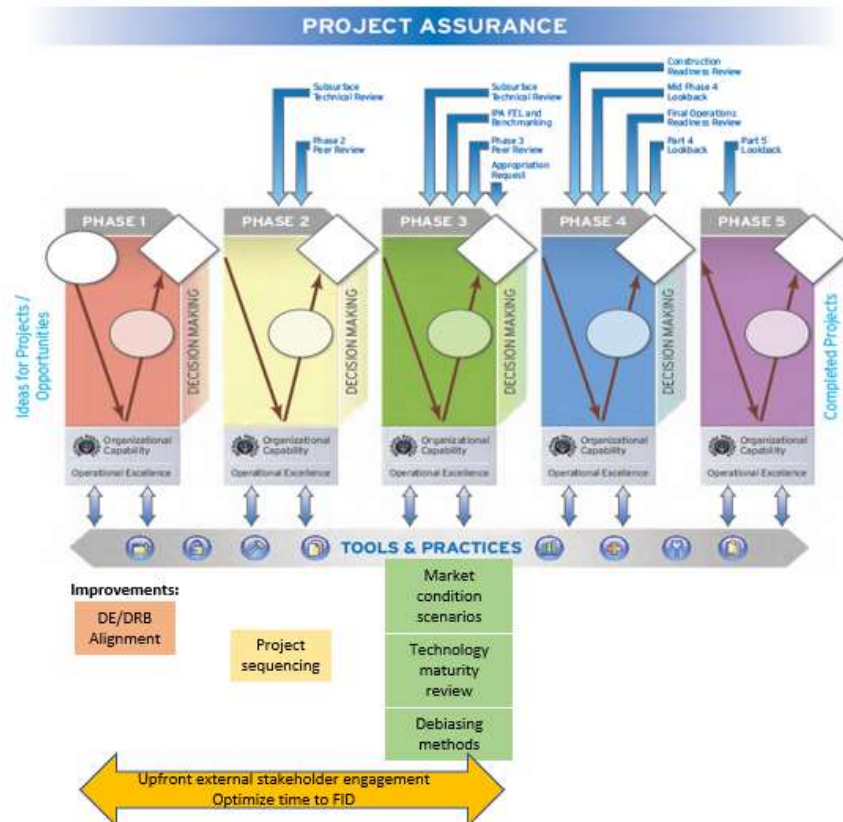 PROJECT ASSURANCE
Subsurface
Technical Review
Phase 2
Peer Review
Subsurface
Technical Review
IPA FEL and
Benchmarking
Phase 3
Peer Review
Appropriation
Request
Construction
Readiness Review
Mid Phase 4
Lookback
Final Operations
Readiness Review
Part 4
Lookback
Part 5
Lookback
PHASE 1
PHASE 2
PHASE 3
PHASE 4
PHASE 5
Ideas for Projects /
Opportunities
DECISION MAKING
DECISION MAKING
DECISION MAKING
DECISION MAKING
Completed Projects
Organizational
Capability
Operational Excellence
Organizational
Capability
Operational Excellence
Organizational
Capability
Operational Excellence
Organizational
Capability
Operational Excellence
Organizational
Capability
Operational Excellence
TOOLS & PRACTICES
Improvements:
DE/DRB
Alignment
Project
sequencing
Market
condition
scenarios
Technology
maturity
review
Debiasing
methods
Upfront external stakeholder engagement
Optimize time to FID